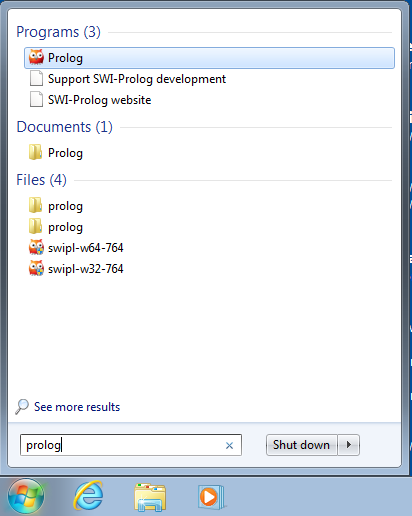 Programs (3)
Prolog
Support SWI-Prolog development
SWI-Prolog website
Documents (1)
Prolog
Files (4)
prolog
prolog
swipl-w64-764
swipl-w32-764
See more results
prolog
Shut down